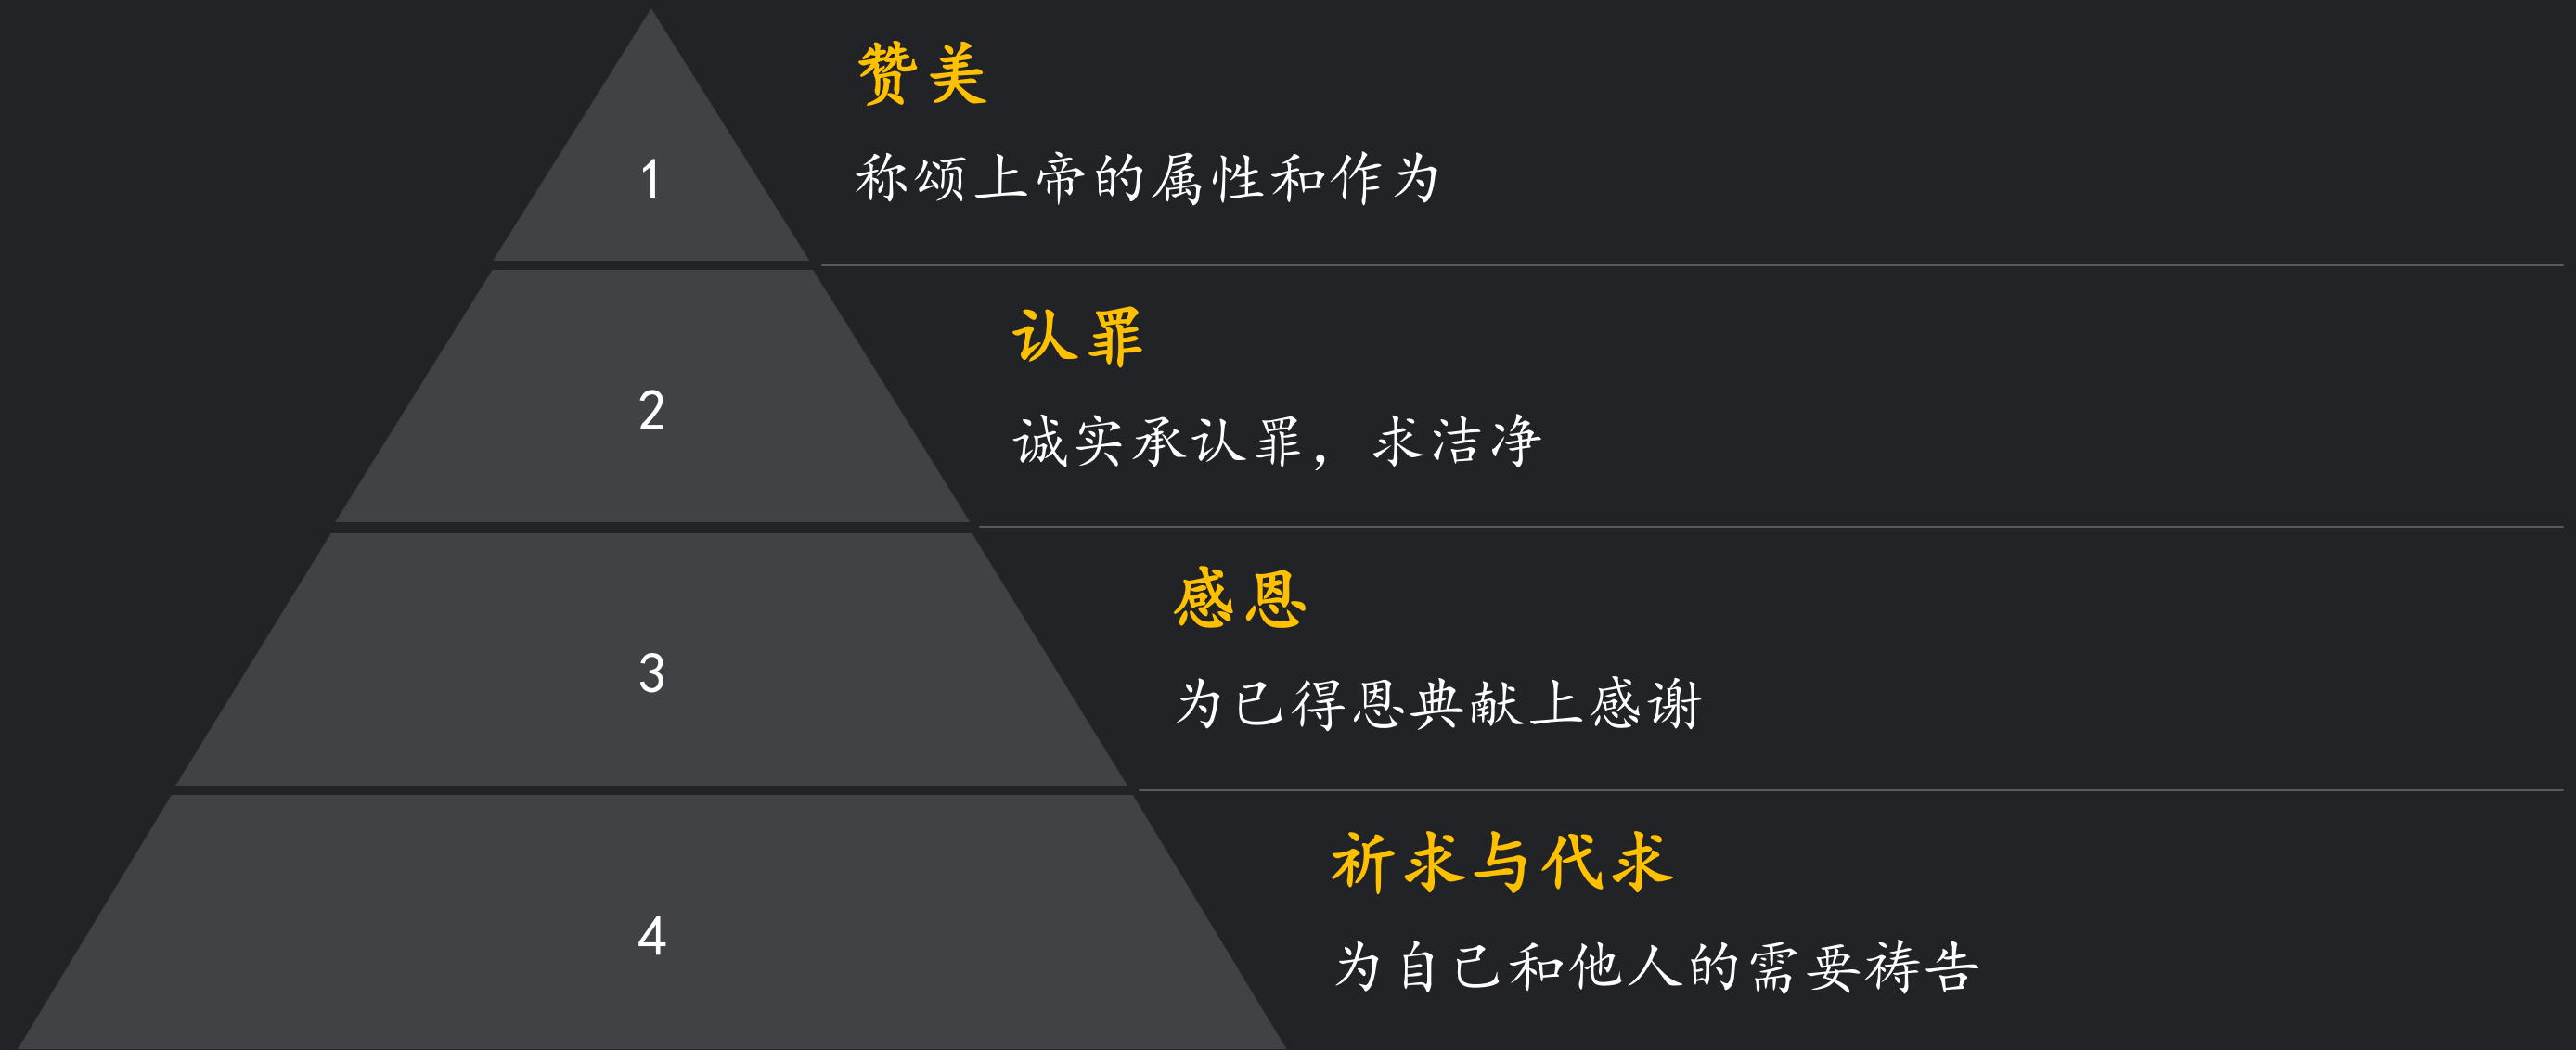 1
赞美
称颂上帝的属性和作为
2
认罪
诚实承认罪，求洁净
3
感恩
为已得恩典献上感谢
4
祈求与代求
为自己和他人的需要祷告